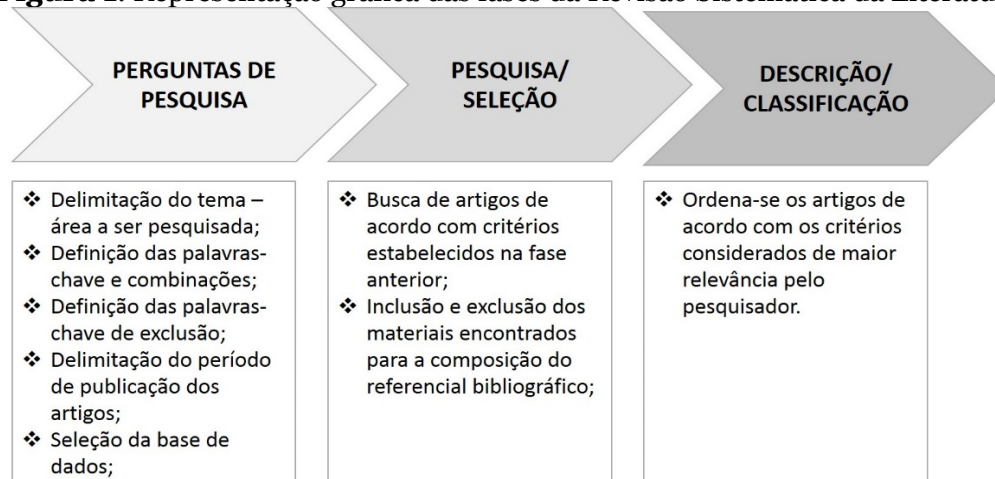 Representação gráfica das fases da Revisão Sistemática da
PERGUNTAS DE
PESQUISA
Delimitação do tema –
área a ser pesquisada;
Definição das palavras-
chave e combinações;
Definição das palavras-
chave de exclusão;
Delimitação do período
de publicação dos
artigos;
Seleção da base de
dados;
PESQUISA/
SELEÇÃO
Busca de artigos de
acordo com critérios
estabelecidos na fase
anterior;
Inclusão e exclusão dos
materiais encontrados
para a composição do
referencial bibliográfico;
DESCRIÇÃO/
CLASSIFICAÇÃO
Ordena-se os artigos de
acordo com os critérios
considerados de maior
relevância pelo
pesquisador.